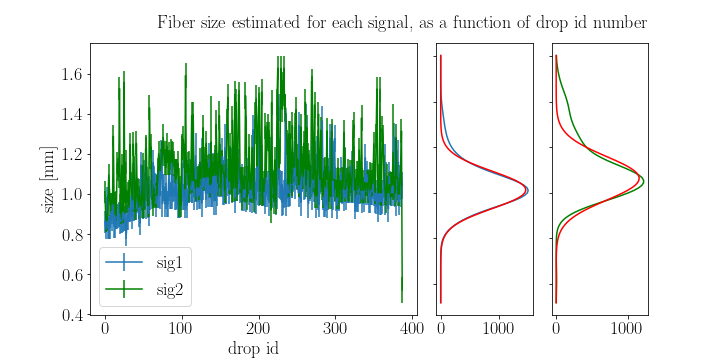 Fiber size estimated for each signal, as a function of drop id number
size [mm]
1.6
1.4
1.2
1.0
0.8
0.6
0.4
sig1
sig2
0 100 200 300 400
drop id
0 1000
0 1000